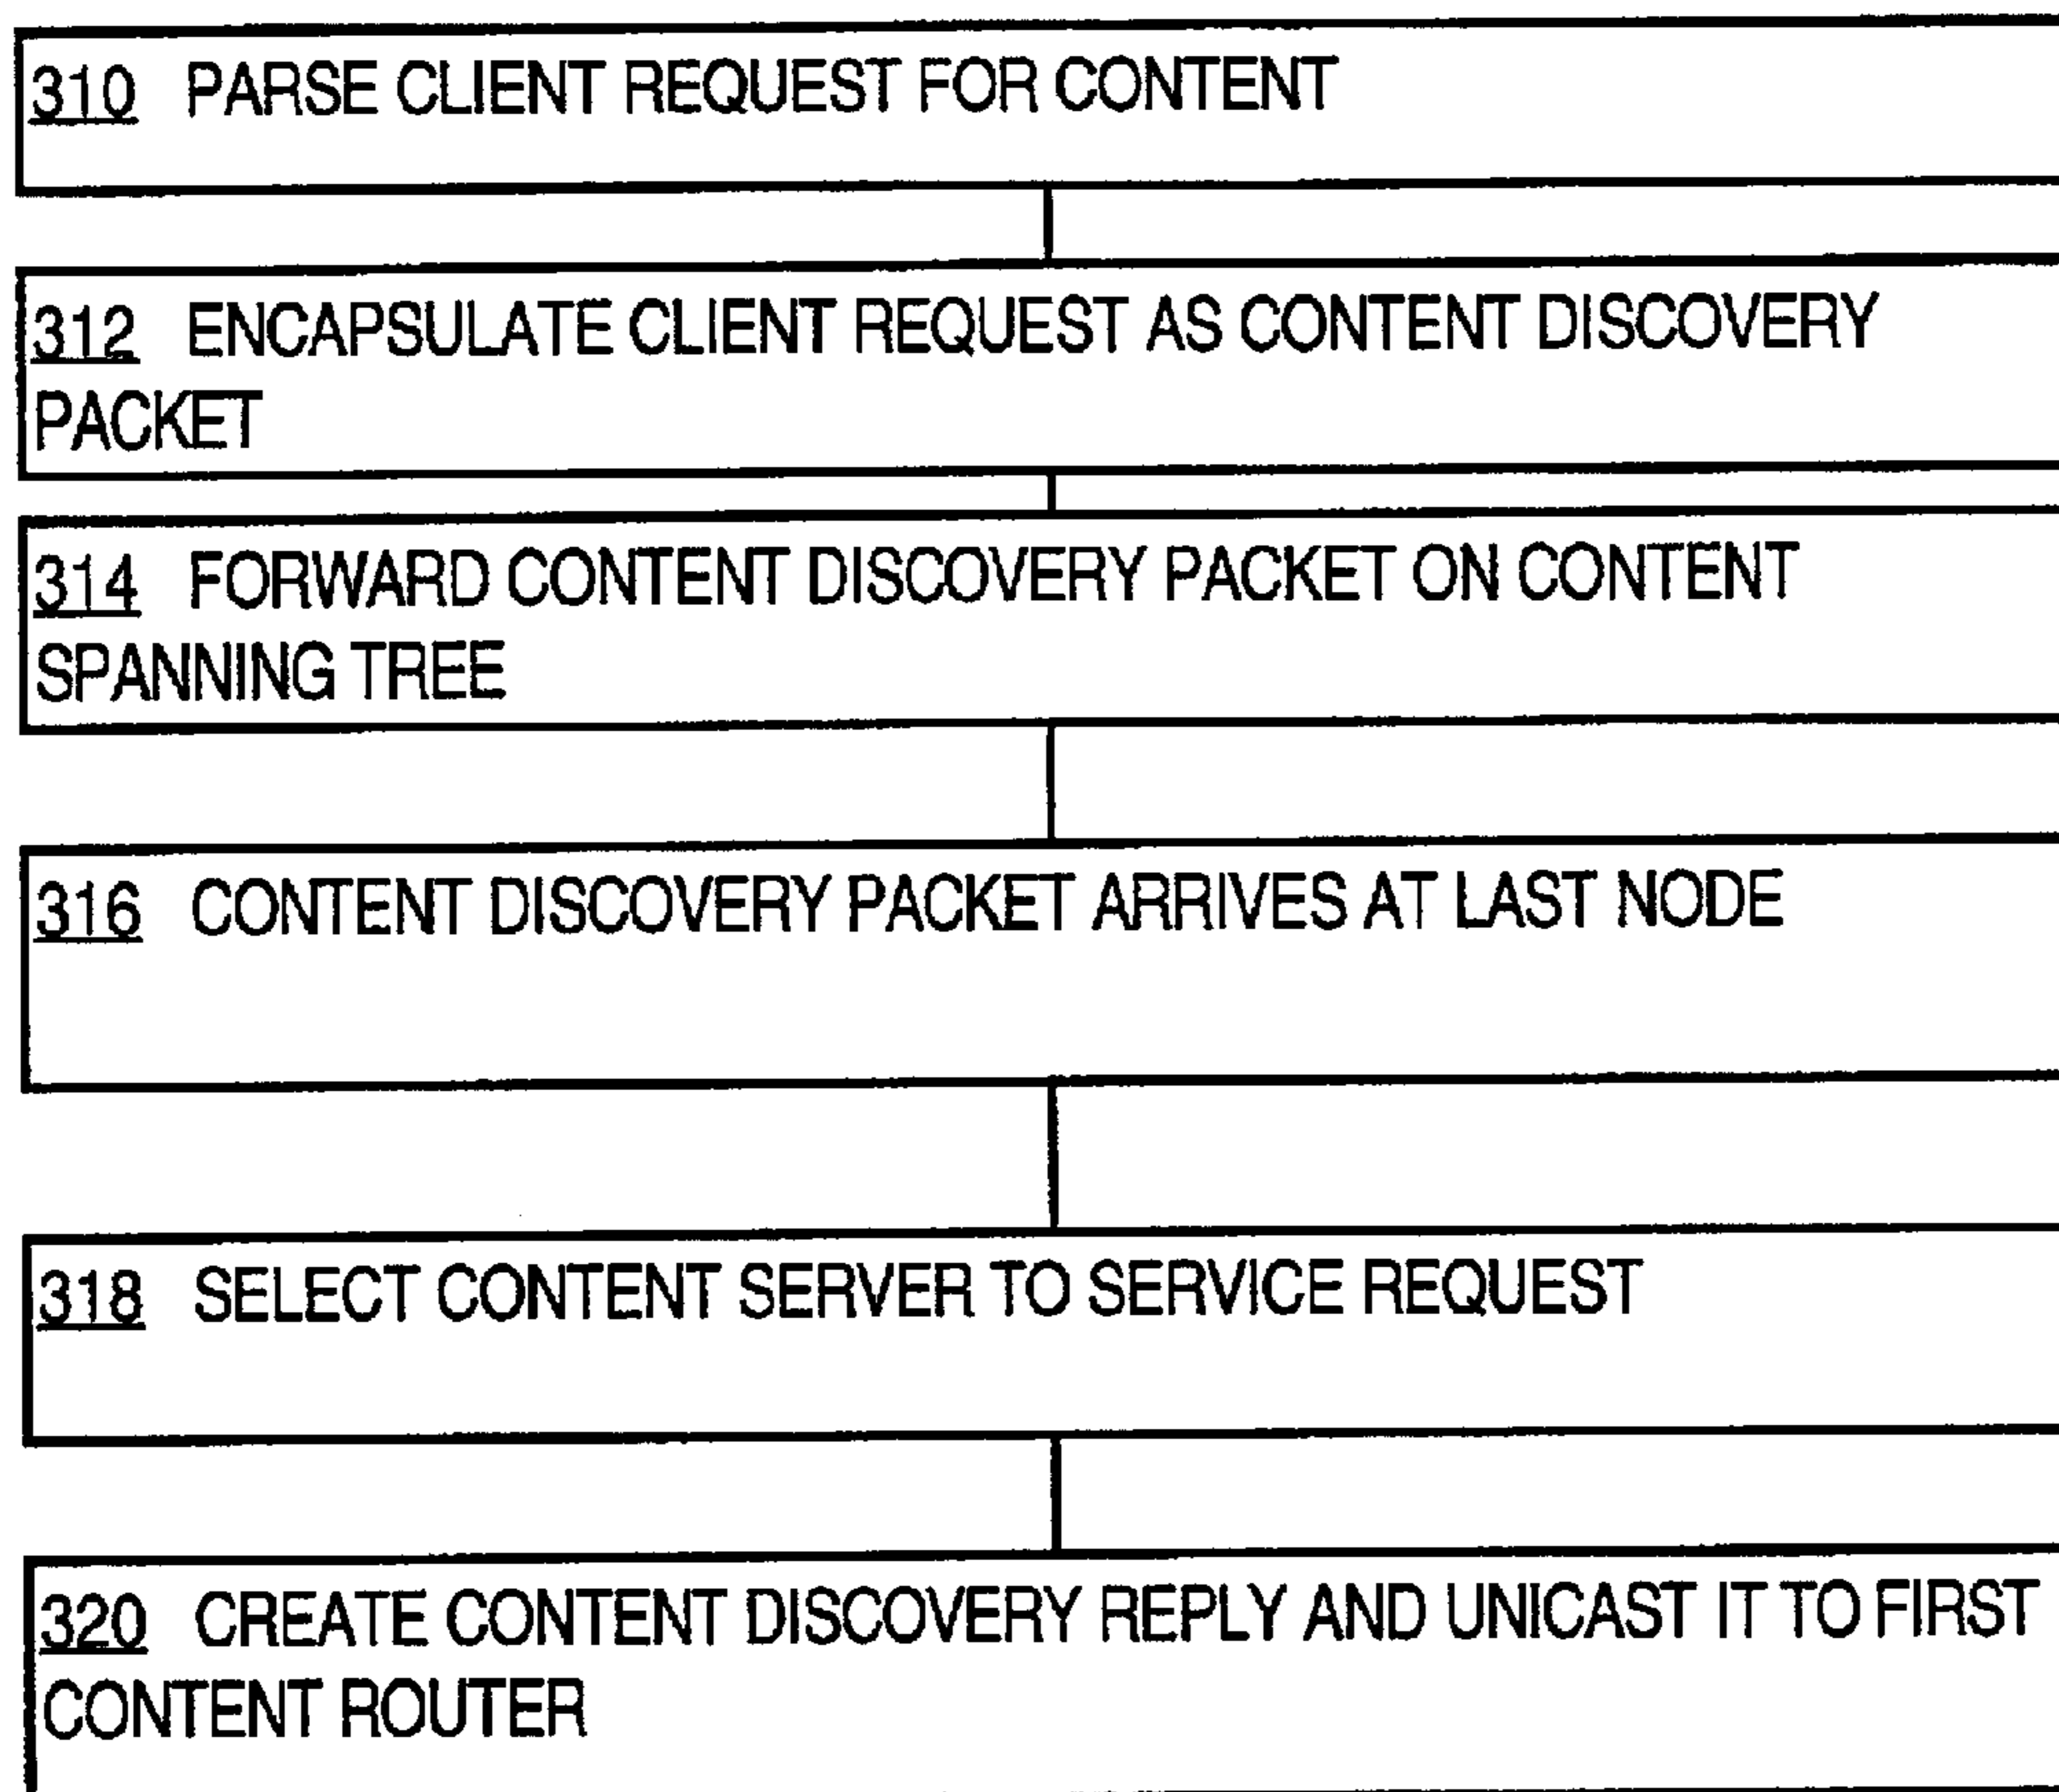 310 PARSE CLIENT REQUEST FOR CONTENT
312 ENCAPSULATE CLIENT REQUEST AS CONTENT DISCOVERY
PACKET
314 FORWARD CONTENT DISCOVERY PACKET ON CONTENT
SPANNING TREE
316 CONTENT DISCOVERY PACKET ARRIVES AT LAST NODE
318 SELECT CONTENT SERVER TO SERVICE REQUEST
320 CREATE CONTENT DISCOVERY REPLY AND UNICAST IT TO FIRST
CONTENT ROUTER